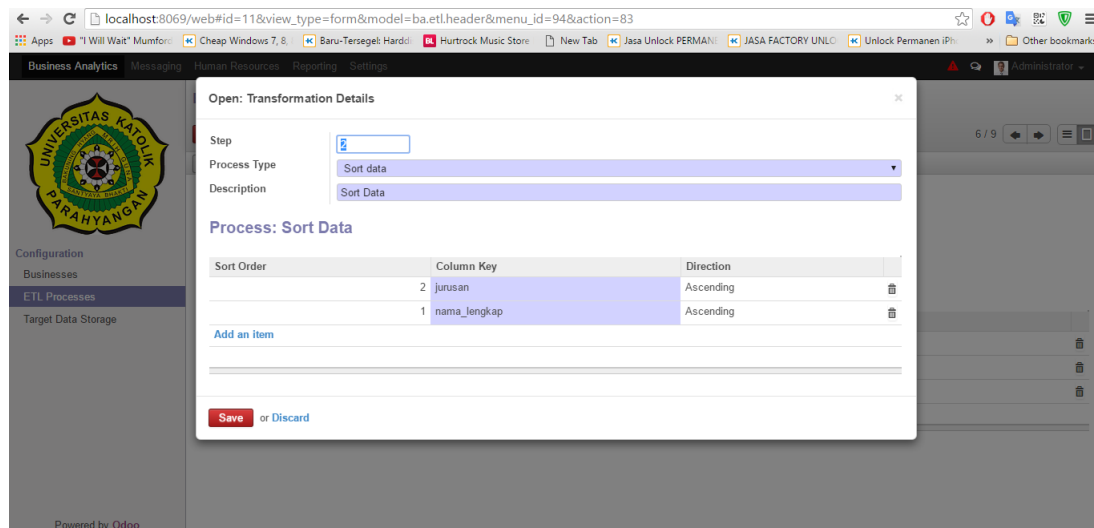 localhost:8069/web#id=11&view_type=form&model=ba.etl.header&menu_id=94&action=83
Apps "I Will Wait" Mumford Cheap Windows 7, 8, Baru-Tersegel: Harddi Hurtrock Music Store New Tab Jasa Unlock PERMANE JASA FACTORY UNLO Unlock Permanen iPh » Other bookmarks
Business Analytics Messaging Human Resources Reporting Settings Administrator
Open: Transformation Details ×
UNIVERSITAS KATOLIK
PARAHYANGAN
6 / 9
Step 2
Process Type Sort data
Description Sort Data
Process: Sort Data
Configuration
Businesses
ETL Processes
Target Data Storage
Sort Order Column Key Direction
2 jurusan Ascending
1 nama_lengkap Ascending
Add an item
Save or Discard
Powered by Odoo